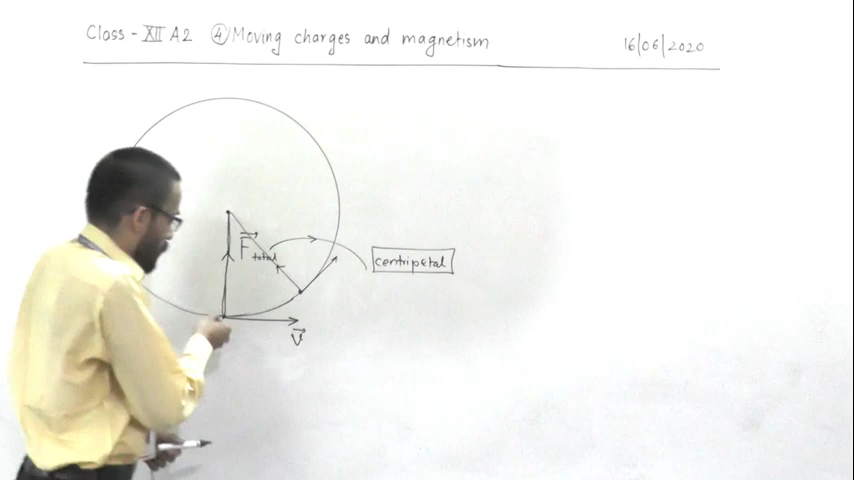 Class - XII A2 ④ Moving charges and magnetism
16/06/2020
F total
centripetal
V